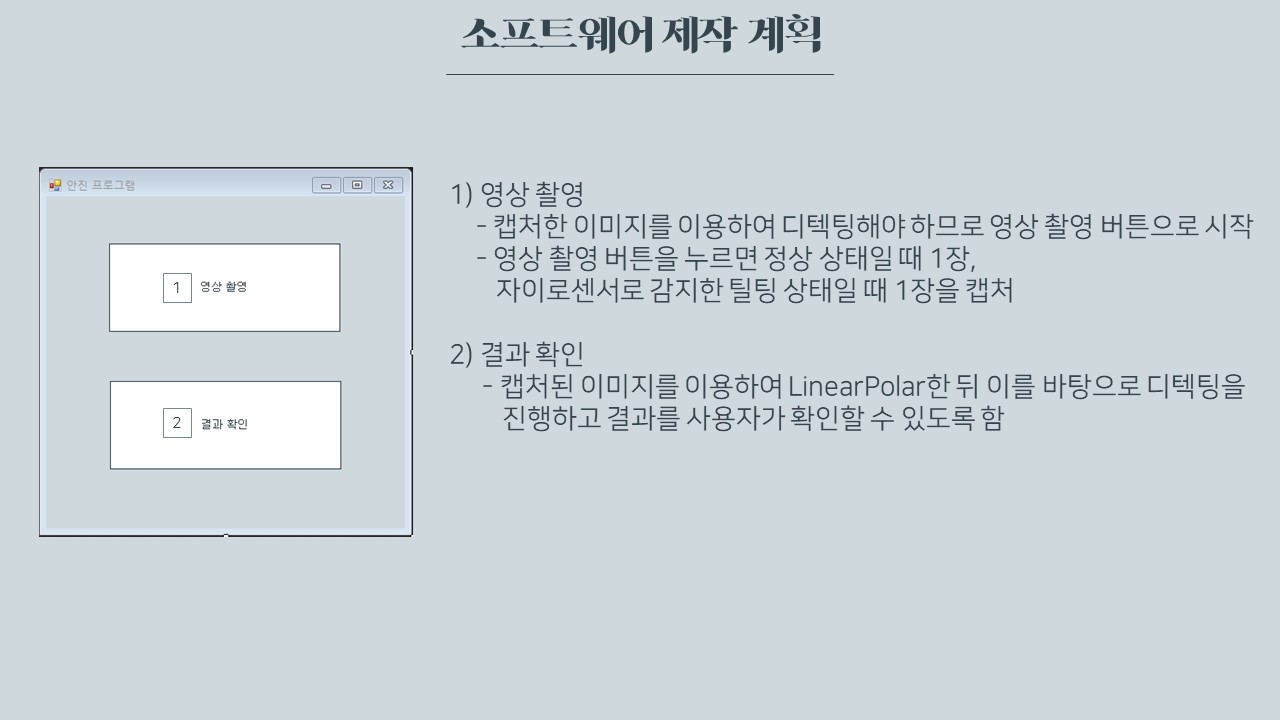 소프트웨어 제작 계획
안진 프로그램
1 영상 촬영
2 결과 확인
1) 영상 촬영
- 캡처한 이미지를 이용하여 디텍팅해야 하므로 영상 촬영 버튼으로 시작
- 영상 촬영 버튼을 누르면 정상 상태일 때 1장,
자이로센서로 감지한 틸팅 상태일 때 1장을 캡처
2) 결과 확인
- 캡처된 이미지를 이용하여 LinearPolar한 뒤 이를 바탕으로 디텍팅을
진행하고 결과를 사용자가 확인할 수 있도록 함